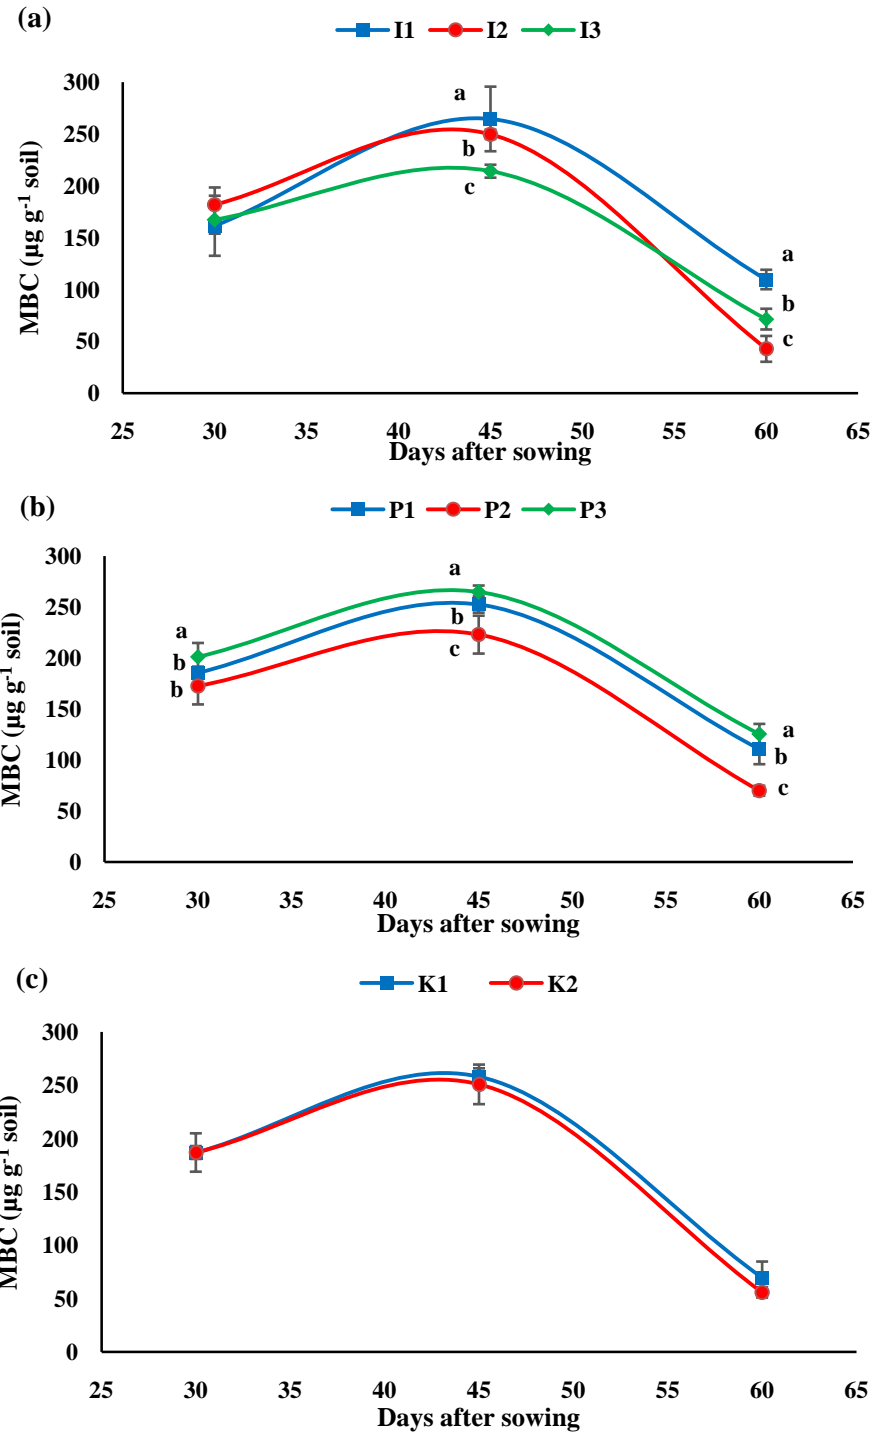 (a)
I1 I2 I3
300
250
200
150
100
50
0
MBC (µg g⁻¹ soil)
a
b
c
a
b
c
25 30 35 40 45 50 55 60 65
Days after sowing
(b)
P1 P2 P3
300
250
200
150
100
50
0
MBC (µg g⁻¹ soil)
a
b
b
a
b
c
a
b
c
25 30 35 40 45 50 55 60 65
Days after sowing
(c)
K1 K2
300
250
200
150
100
50
0
MBC (µg g⁻¹ soil)
25 30 35 40 45 50 55 60 65
Days after sowing